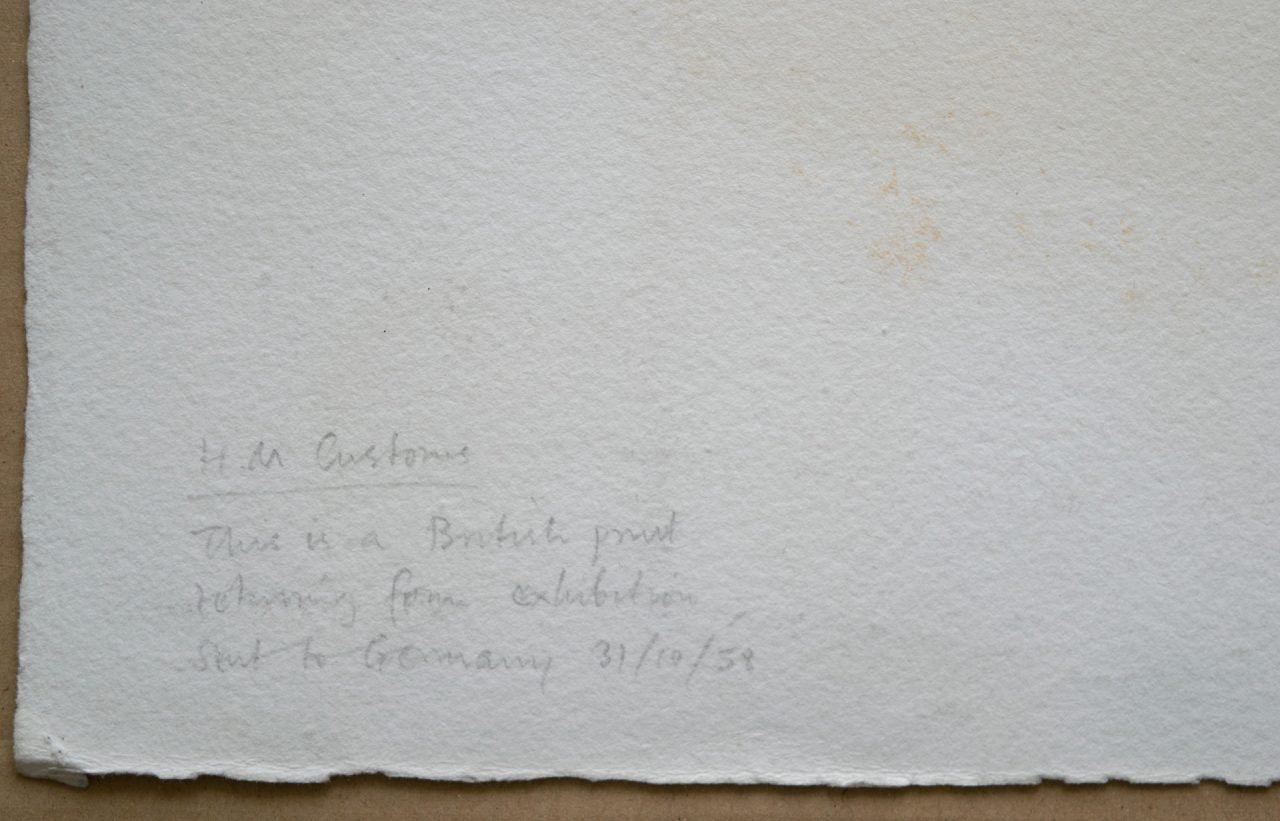 H.M Customs
This is a British print
returning from exhibition
sent to Germany 31/10/58